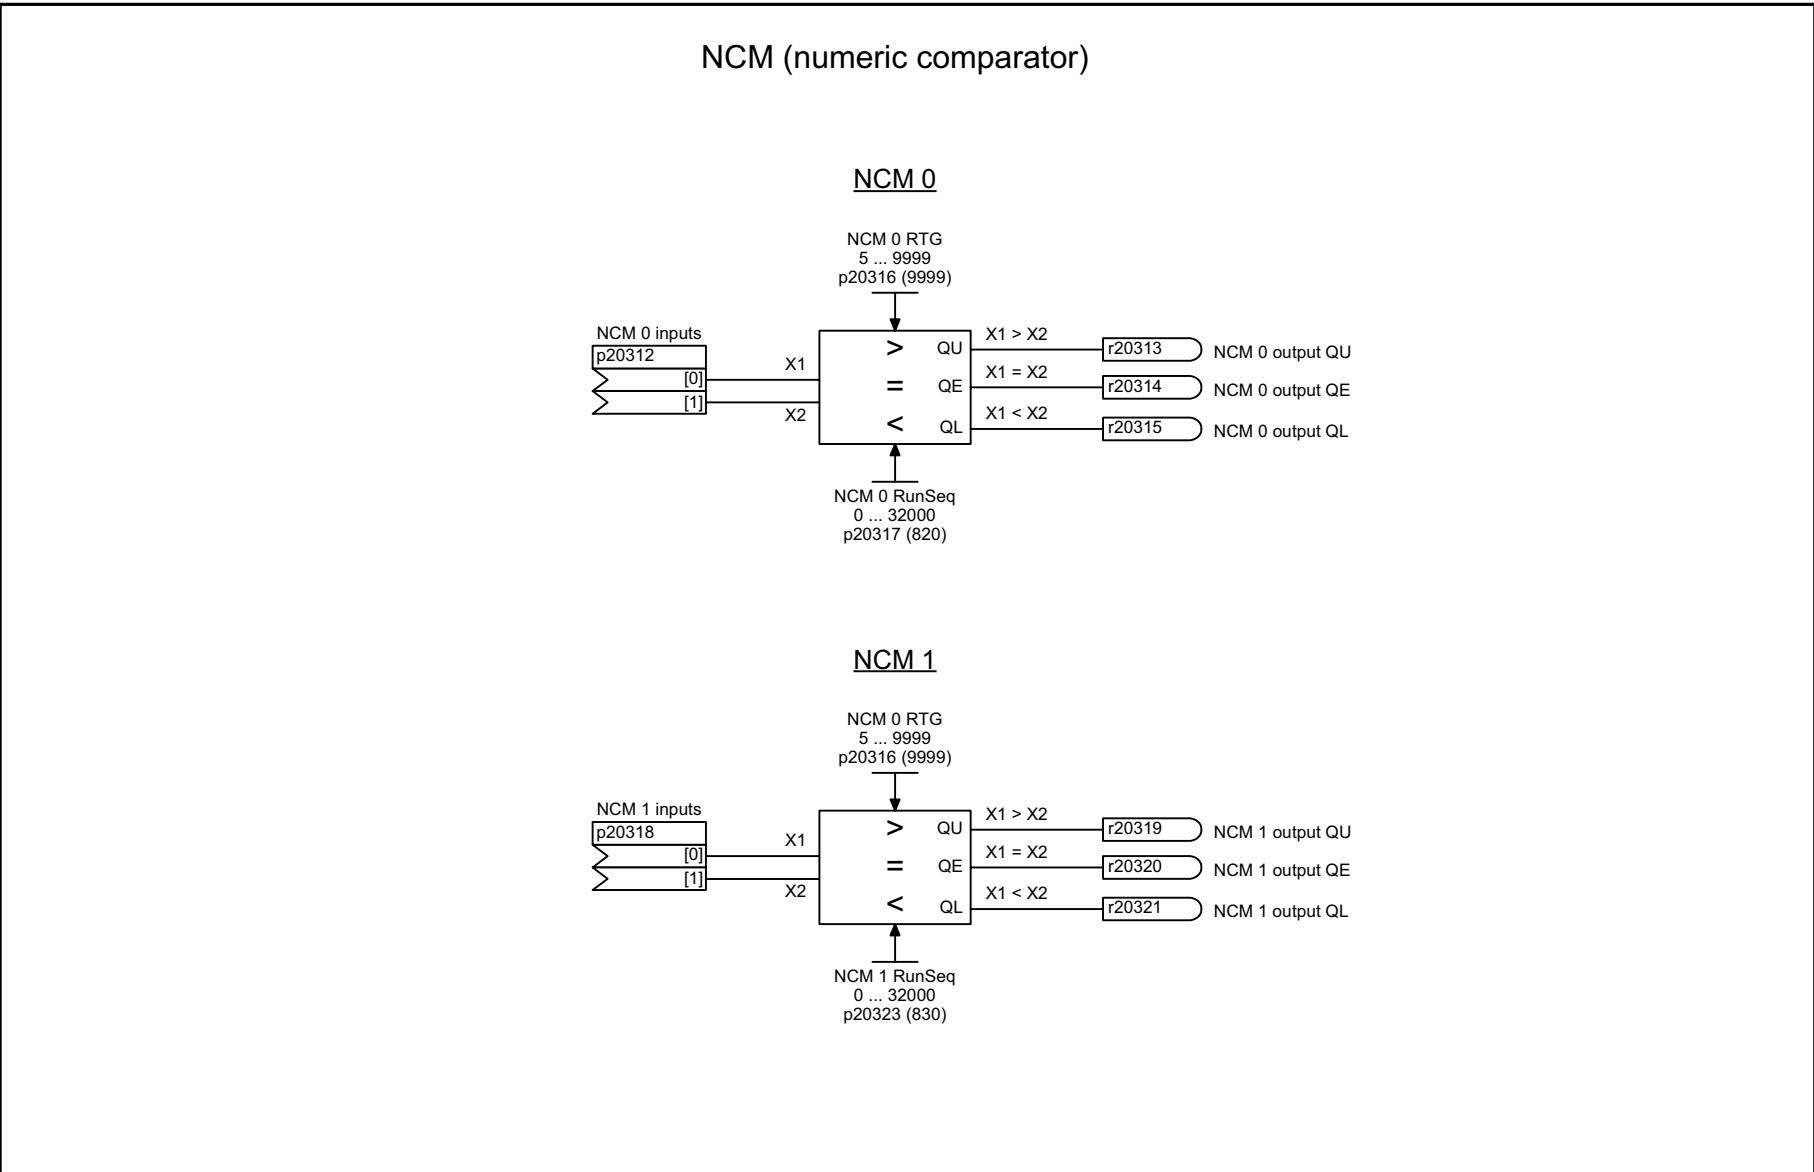 NCM (numeric comparator)
NCM 0
NCM 0 RTG
5 ... 9999
p20316 (9999)
NCM 0 inputs
p20312
[0]
[1]
X1
X2
>
=
<
QU
QE
QL
X1 > X2
X1 = X2
X1 < X2
r20313
r20314
r20315
NCM 0 output QU
NCM 0 output QE
NCM 0 output QL
NCM 0 RunSeq
0 ... 32000
p20317 (820)
NCM 1
NCM 0 RTG
5 ... 9999
p20316 (9999)
NCM 1 inputs
p20318
[0]
[1]
X1
X2
>
=
<
QU
QE
QL
X1 > X2
X1 = X2
X1 < X2
r20319
r20320
r20321
NCM 1 output QU
NCM 1 output QE
NCM 1 output QL
NCM 1 RunSeq
0 ... 32000
p20323 (830)